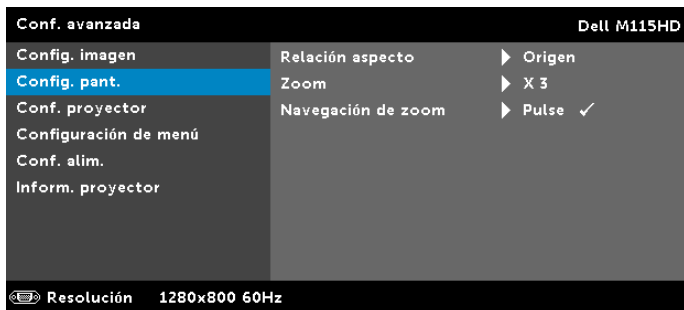 Conf. avanzada Dell M115HD
Config. imagen Relación aspecto Origen
Config. pant. Zoom X 3
Conf. proyector Navegación de zoom Pulse ✓
Configuración de menú
Conf. alim.
Inform. proyector
Resolución 1280x800 60Hz